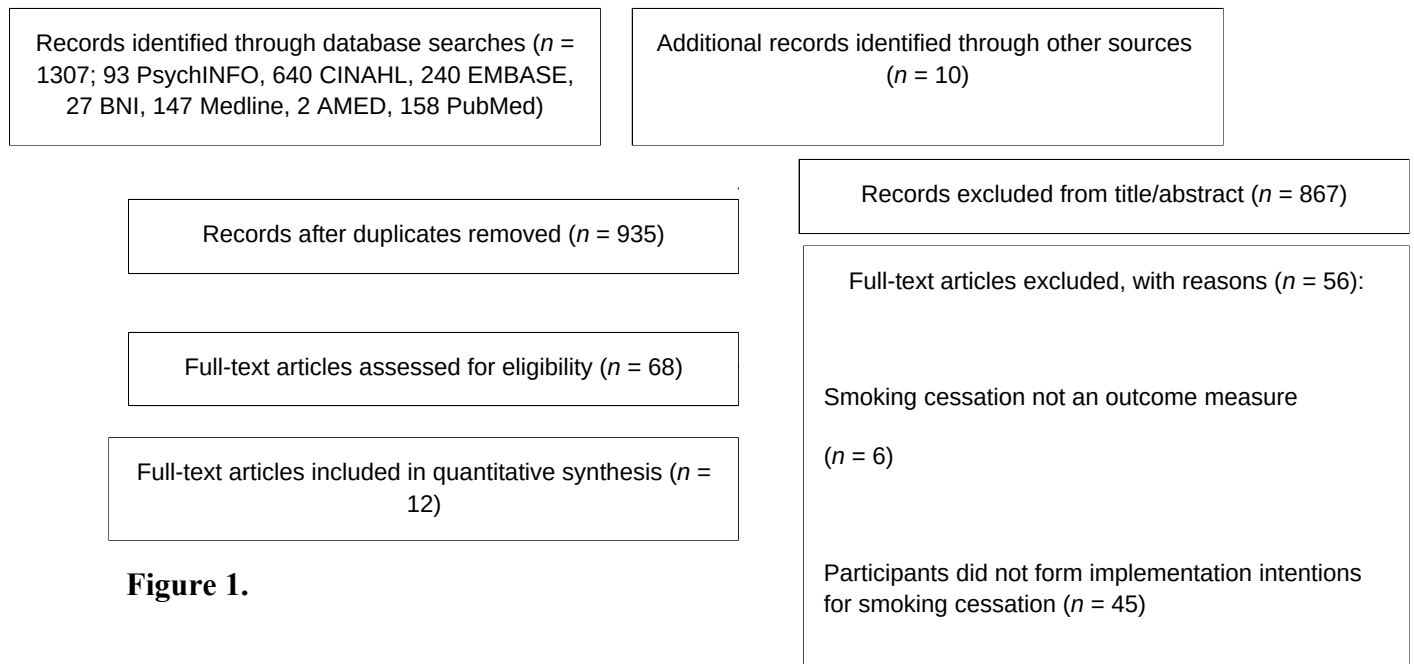 Records identified through database searches (n =
1307; 93 PsychINFO, 640 CINAHL, 240 EMBASE,
27 BNI, 147 Medline, 2 AMED, 158 PubMed)
Additional records identified through other sources
(n = 10)
Records excluded from title/abstract (n = 867)
Records after duplicates removed (n = 935)
Full-text articles excluded, with reasons (n = 56):
Full-text articles assessed for eligibility (n = 68)
Smoking cessation not an outcome measure
(n = 6)
Full-text articles included in quantitative synthesis (n =
12)
Participants did not form implementation intentions
for smoking cessation (n = 45)
Figure 1.